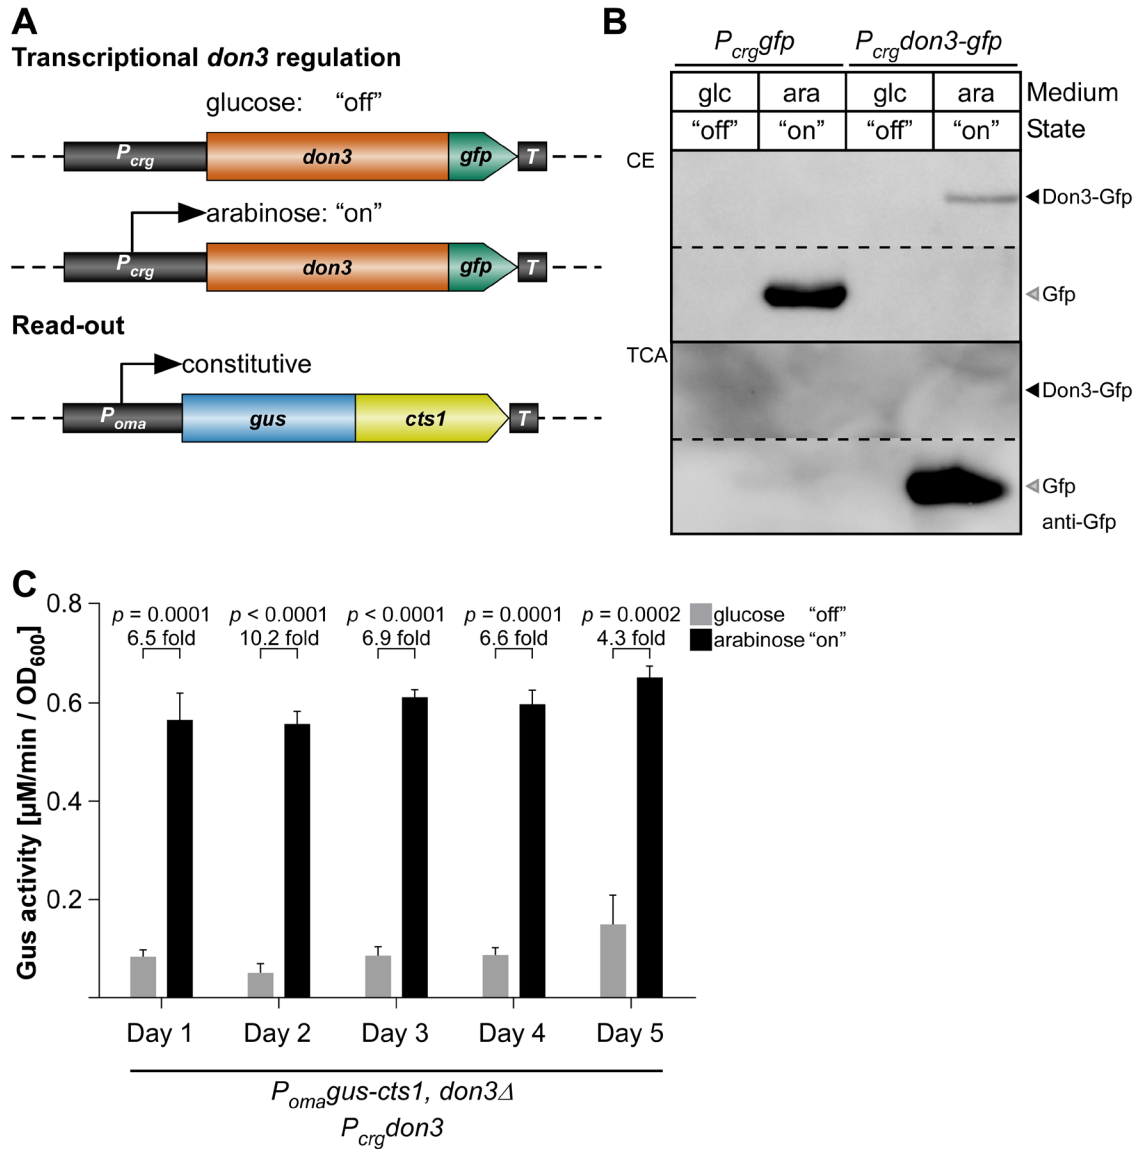 A
Transcriptional don3 regulation
glucose: “off”
Pcrg don3 gfp T
arabinose: “on”
Pcrg don3 gfp T
Read-out
constitutive
Poma gus cts1 T
B
Pcrggfp Pcrgdon3-gfp
glc ara glc ara Medium
“off” “on” “off” “on” State
CE
Don3-Gfp
Gfp
TCA
Don3-Gfp
Gfp
anti-Gfp
C
Gus activity [µM/min / OD600]
0.8
0.6
0.4
0.2
p = 0.0001 p < 0.0001 p < 0.0001 p = 0.0001 p = 0.0002
6.5 fold 10.2 fold 6.9 fold 6.6 fold 4.3 fold
glucose “off”
arabinose “on”
Day 1 Day 2 Day 3 Day 4 Day 5
Pomagus-cts1, don3Δ
Pcrgdon3